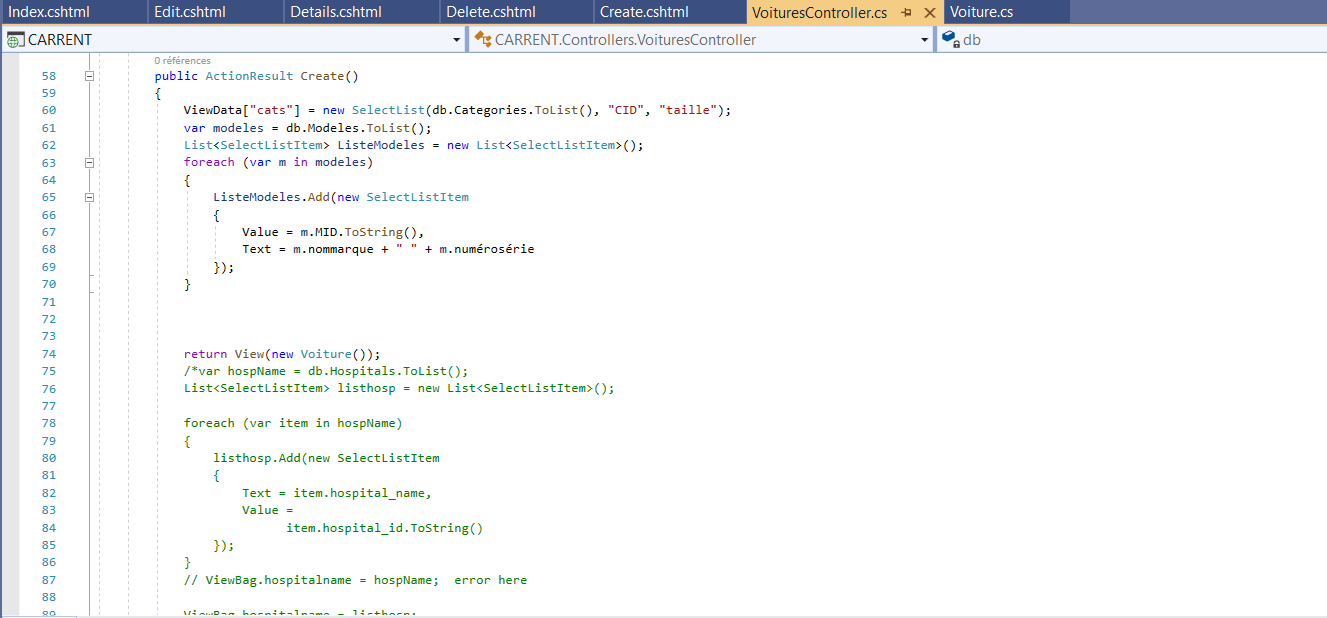 Index.cshtml Edit.cshtml Details.cshtml Delete.cshtml Create.cshtml VoituresController.cs Voiture.cs
CARRENT CARRENT.Controllers.VoituresController db
0 références
58 public ActionResult Create()
59 {
60 ViewData["cats"] = new SelectList(db.Categories.ToList(), "CID", "taille");
61 var modeles = db.Modeles.ToList();
62 List<SelectListItem> ListeModeles = new List<SelectListItem>();
63 foreach (var m in modeles)
64 {
65 ListeModeles.Add(new SelectListItem
66 {
67 Value = m.MID.ToString(),
68 Text = m.nommarque + " " + m.numérosérie
69 });
70 }
71
72
73
74 return View(new Voiture());
75 /*var hospName = db.Hospitals.ToList();
76 List<SelectListItem> listhosp = new List<SelectListItem>();
77
78 foreach (var item in hospName)
79 {
80 listhosp.Add(new SelectListItem
81 {
82 Text = item.hospital_name,
83 Value =
84 item.hospital_id.ToString()
85 });
86 }
87 // ViewBag.hospitalname = hospName;  error here
88
89 ViewBag.hospitalname = listhosp;